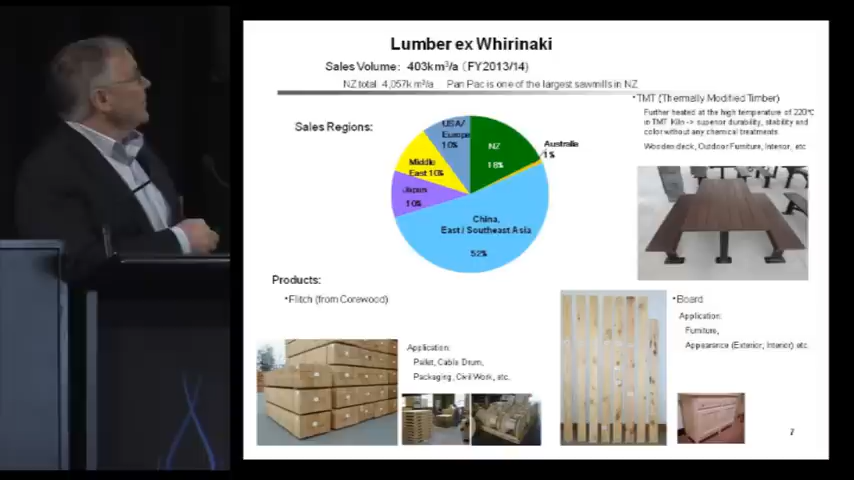 Lumber ex Whirinaki
Sales Volume: 403km³/a (FY2013/14)
NZ total: 4,057km³/a Pan Pac is one of the largest sawmills in NZ
•TMT (Thermally Modified Timber)
Further heated at the high temperature of 220℃
in TMT Kiln -> superior durability, stability and
color without any chemical treatments
Wooden deck, Outdoor Furniture, Interior, etc
Sales Regions:
USA/
Europe
10%
NZ
18%
Australia
1%
Middle
East 10%
Japan
10%
China,
East / Southeast Asia
52%
Products:
•Flitch (from Corewood)
Application:
Pallet, Cable Drum,
Packaging, Civil Work, etc.
•Board
Application:
Furniture,
Appearance (Exterior, Interior) etc.
7